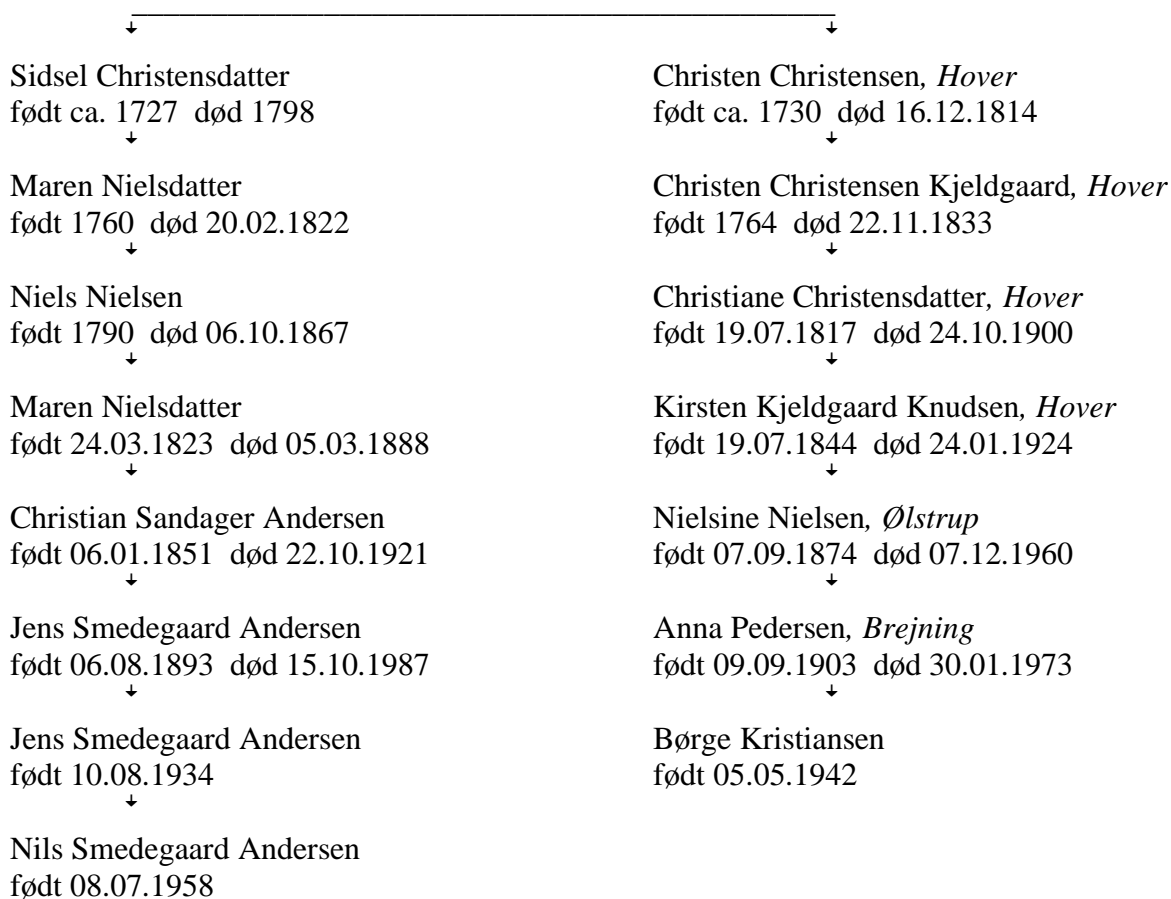 Sidsel Christensdatter
født ca. 1727 død 1798
Maren Nielsdatter
født 1760 død 20.02.1822
Niels Nielsen
født 1790 død 06.10.1867
Maren Nielsdatter
født 24.03.1823 død 05.03.1888
Christian Sandager Andersen
født 06.01.1851 død 22.10.1921
Jens Smedegaard Andersen
født 06.08.1893 død 15.10.1987
Jens Smedegaard Andersen
født 10.08.1934
Nils Smedegaard Andersen
født 08.07.1958
Christen Christensen, Hover
født ca. 1730 død 16.12.1814
Christen Christensen Kjeldgaard, Hover
født 1764 død 22.11.1833
Christiane Christensdatter, Hover
født 19.07.1817 død 24.10.1900
Kirsten Kjeldgaard Knudsen, Hover
født 19.07.1844 død 24.01.1924
Nielsine Nielsen, Ølstrup
født 07.09.1874 død 07.12.1960
Anna Pedersen, Brejning
født 09.09.1903 død 30.01.1973
Børge Kristiansen
født 05.05.1942